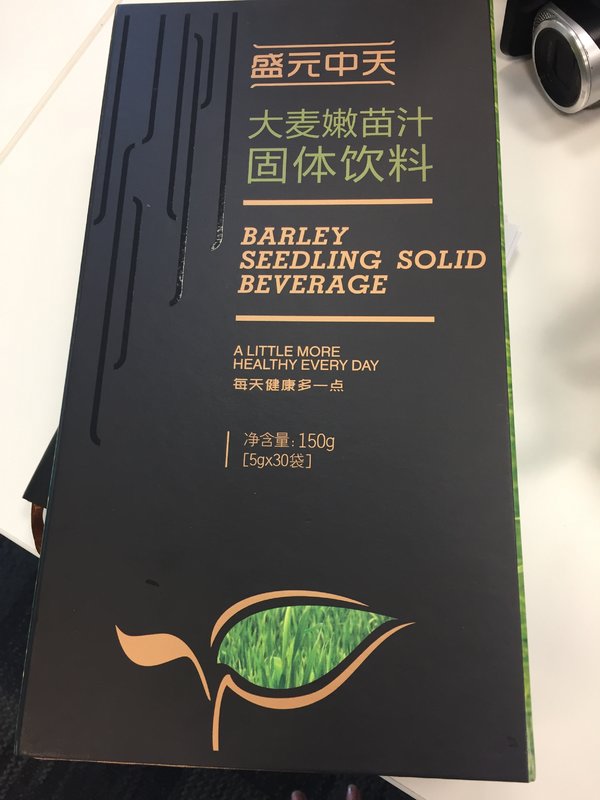 盛元中天
大麦嫩苗汁
固体饮料
BARLEY
SEEDLING SOLID
BEVERAGE
A LITTLE MORE
HEALTHY EVERY DAY
每天健康多一点
净含量: 150g
[5gx30袋]